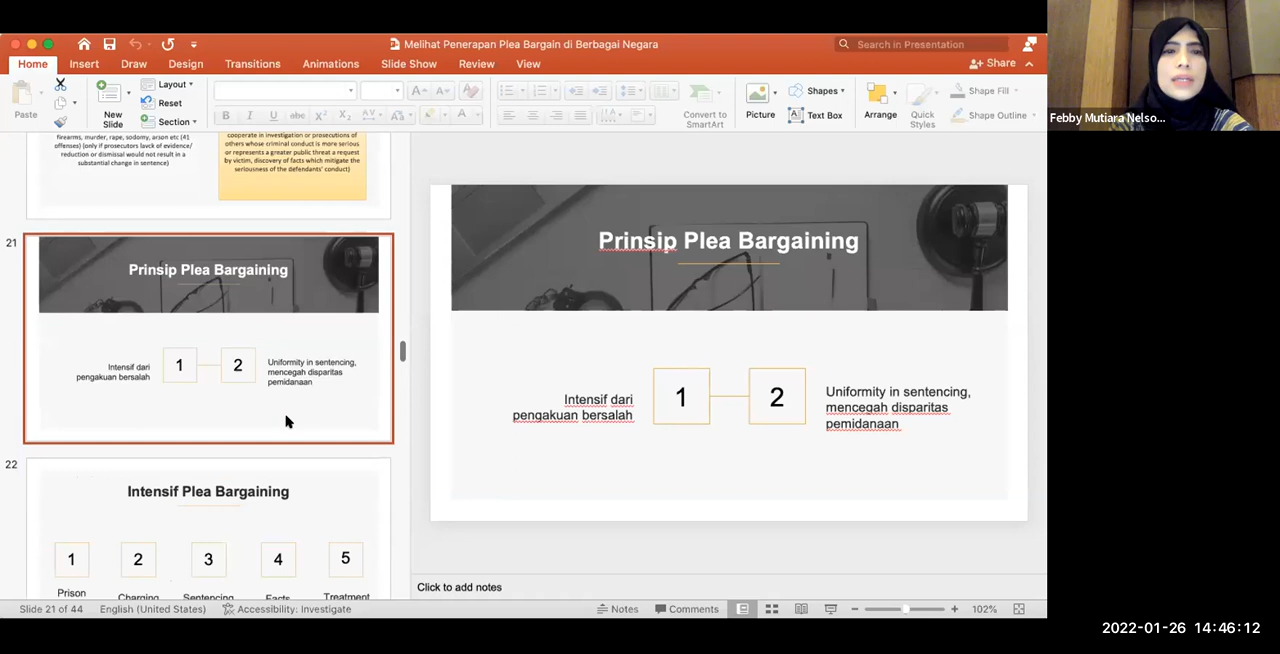 Melihat Penerapan Plea Bargain di Berbagai Negara
Search in Presentation
Home Insert Draw Design Transitions Animations Slide Show Review View
Share
Paste
New
Slide
Layout
Reset
Section
Convert to
SmartArt
Picture
Shapes
Text Box
Arrange
Quick
Styles
Shape Fill
Shape Outline
Febby Mutiara Nelso...
firearms, murder, rape, sodomy, arson etc (41
offenses) (only if prosecutors lavck of evidence/
reduction or dismissal would not result in a
substantial change in sentence)
cooperate in investigation or prosecutions of
others whose criminal conduct is more serious
or represents a greater public threat a request
by victim, discovery of facts which mitigate the
seriousness of the defendants' conduct)
21
Prinsip Plea Bargaining
Intensif dari
pengakuan bersalah
1
2
Uniformity in sentencing,
mencegah disparitas
pemidanaan
22
Intensif Plea Bargaining
1 2 3 4 5
Prison Charging Sentencing Facts Treatment
Prinsip Plea Bargaining
Intensif dari
pengakuan bersalah
1
2
Uniformity in sentencing,
mencegah disparitas
pemidanaan
Click to add notes
Slide 21 of 44 English (United States) Accessibility: Investigate Notes Comments 102%
2022-01-26 14:46:12